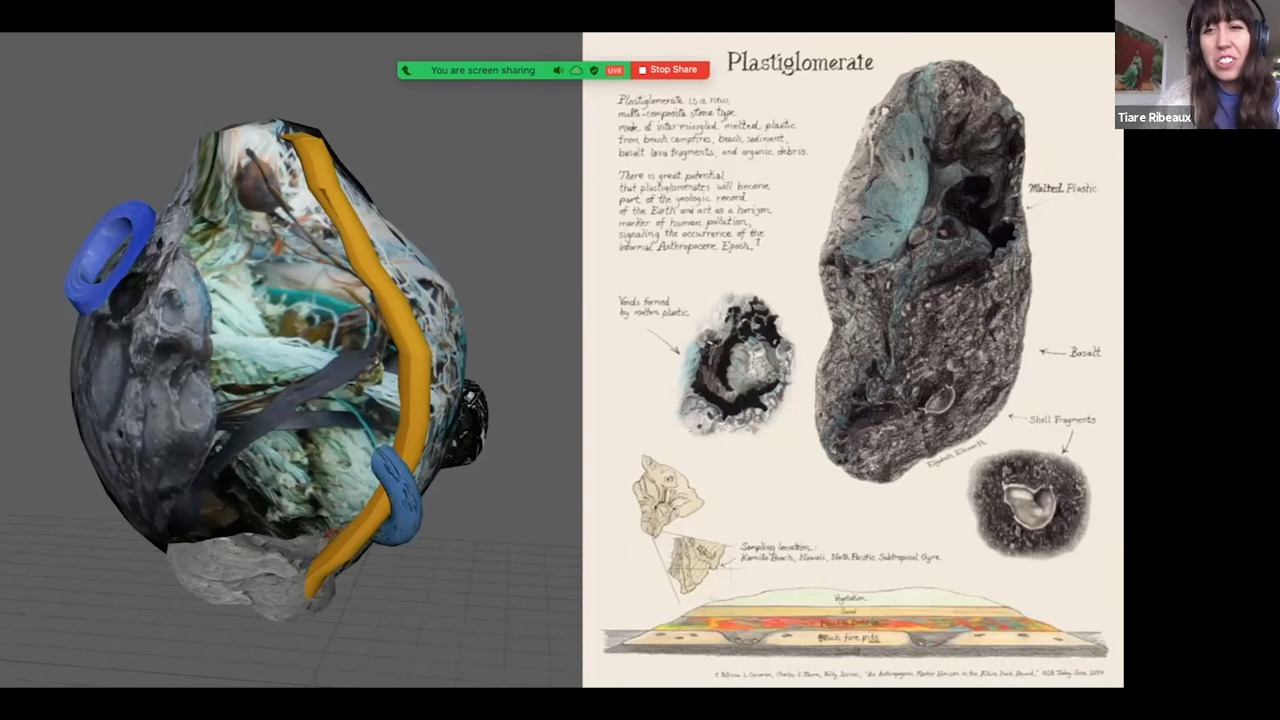 You are screen sharing
LIVE
Stop Share
Tiare Ribeaux
Plastiglomerate
Plastiglomerate is a new,
multi-composite stone type
made of intermingled melted plastic
from beach campfires, beach sediment,
basalt lava fragments, and organic debris.
There is great potential
that plastiglomerates will become
part of the geologic record
of the Earth and act as a horizon
marker of human pollution,
signaling the occurrence of the
informal Anthropocene Epoch.1
Melted Plastic
Voids formed
by molten plastic
Basalt
Shell Fragments
Sampling location:
Kamilo Beach, Hawaii, North Pacific Subtropical Gyre
Vegetation
Sand
Beach fire pits